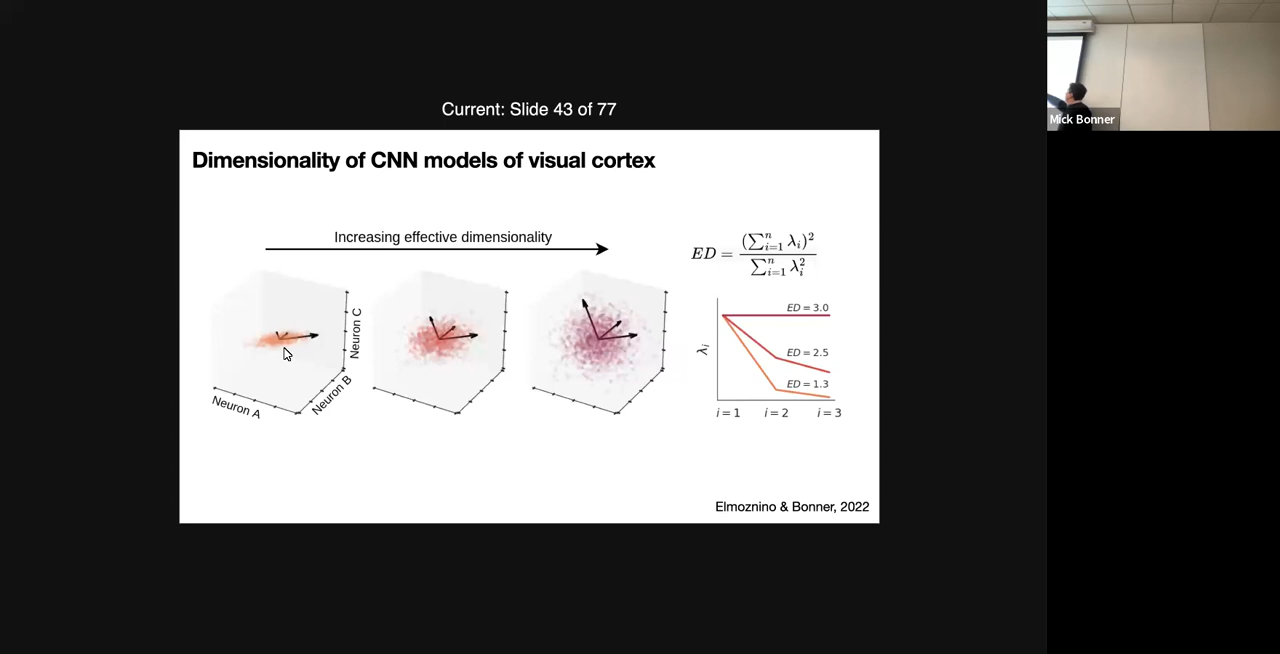 Current: Slide 43 of 77
Mick Bonner
Dimensionality of CNN models of visual cortex
Increasing effective dimensionality
Neuron A
Neuron B
Neuron C
ED = (∑ⁿᵢ₌₁ λᵢ)² / ∑ⁿᵢ₌₁ λᵢ²
λᵢ
ED = 3.0
ED = 2.5
ED = 1.3
i = 1 i = 2 i = 3
Elmoznino & Bonner, 2022